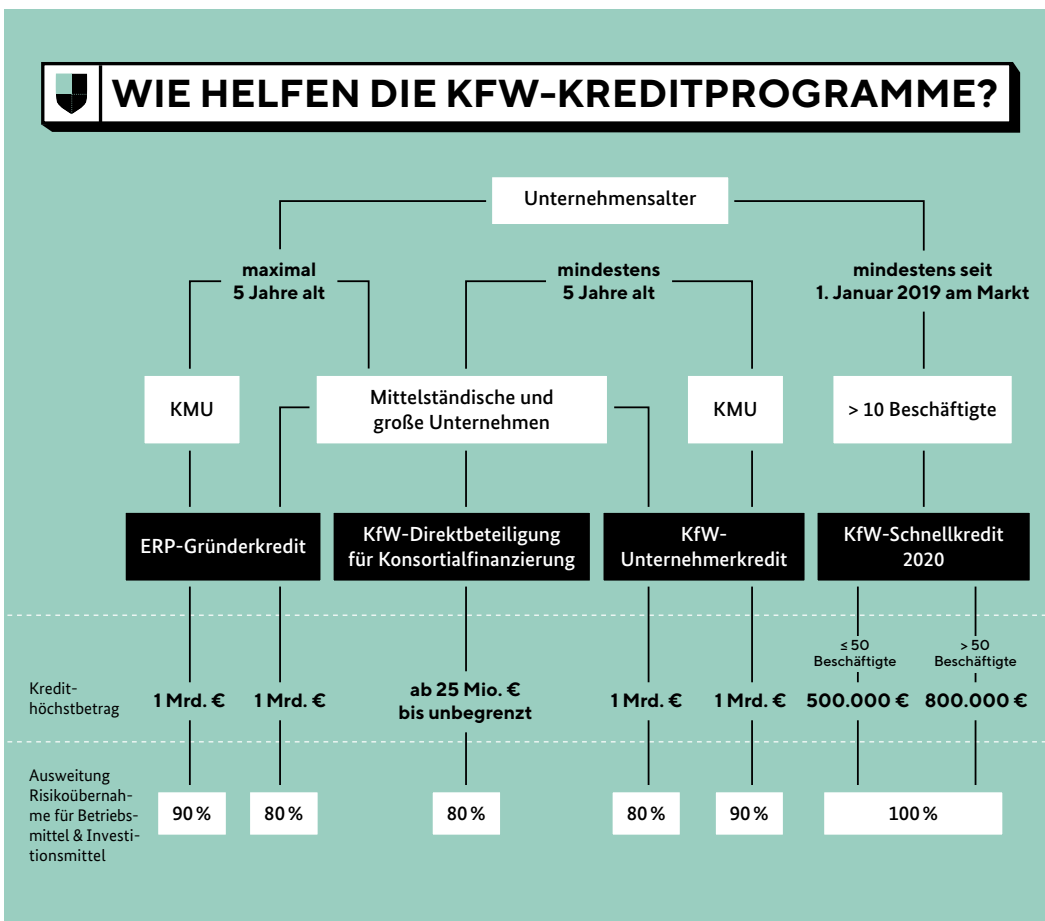 WIE HELFEN DIE KFW-KREDITPROGRAMME?
Unternehmensalter
maximal
5 Jahre alt
mindestens
5 Jahre alt
mindestens seit
1. Januar 2019 am Markt
KMU
Mittelständische und
große Unternehmen
KMU
> 10 Beschäftigte
ERP-Gründerkredit
KfW-Direktbeteiligung
für Konsortialfinanzierung
KfW-
Unternehmerkredit
KfW-Schnellkredit
2020
≤ 50
Beschäftigte
> 50
Beschäftigte
Kredit-
höchstbetrag
1 Mrd. €
1 Mrd. €
ab 25 Mio. €
bis unbegrenzt
1 Mrd. €
1 Mrd. €
500.000 €
800.000 €
Ausweitung
Risikoübernah-
me für Betriebs-
mittel & Investi-
tionsmittel
90 %
80 %
80 %
80 %
90 %
100 %